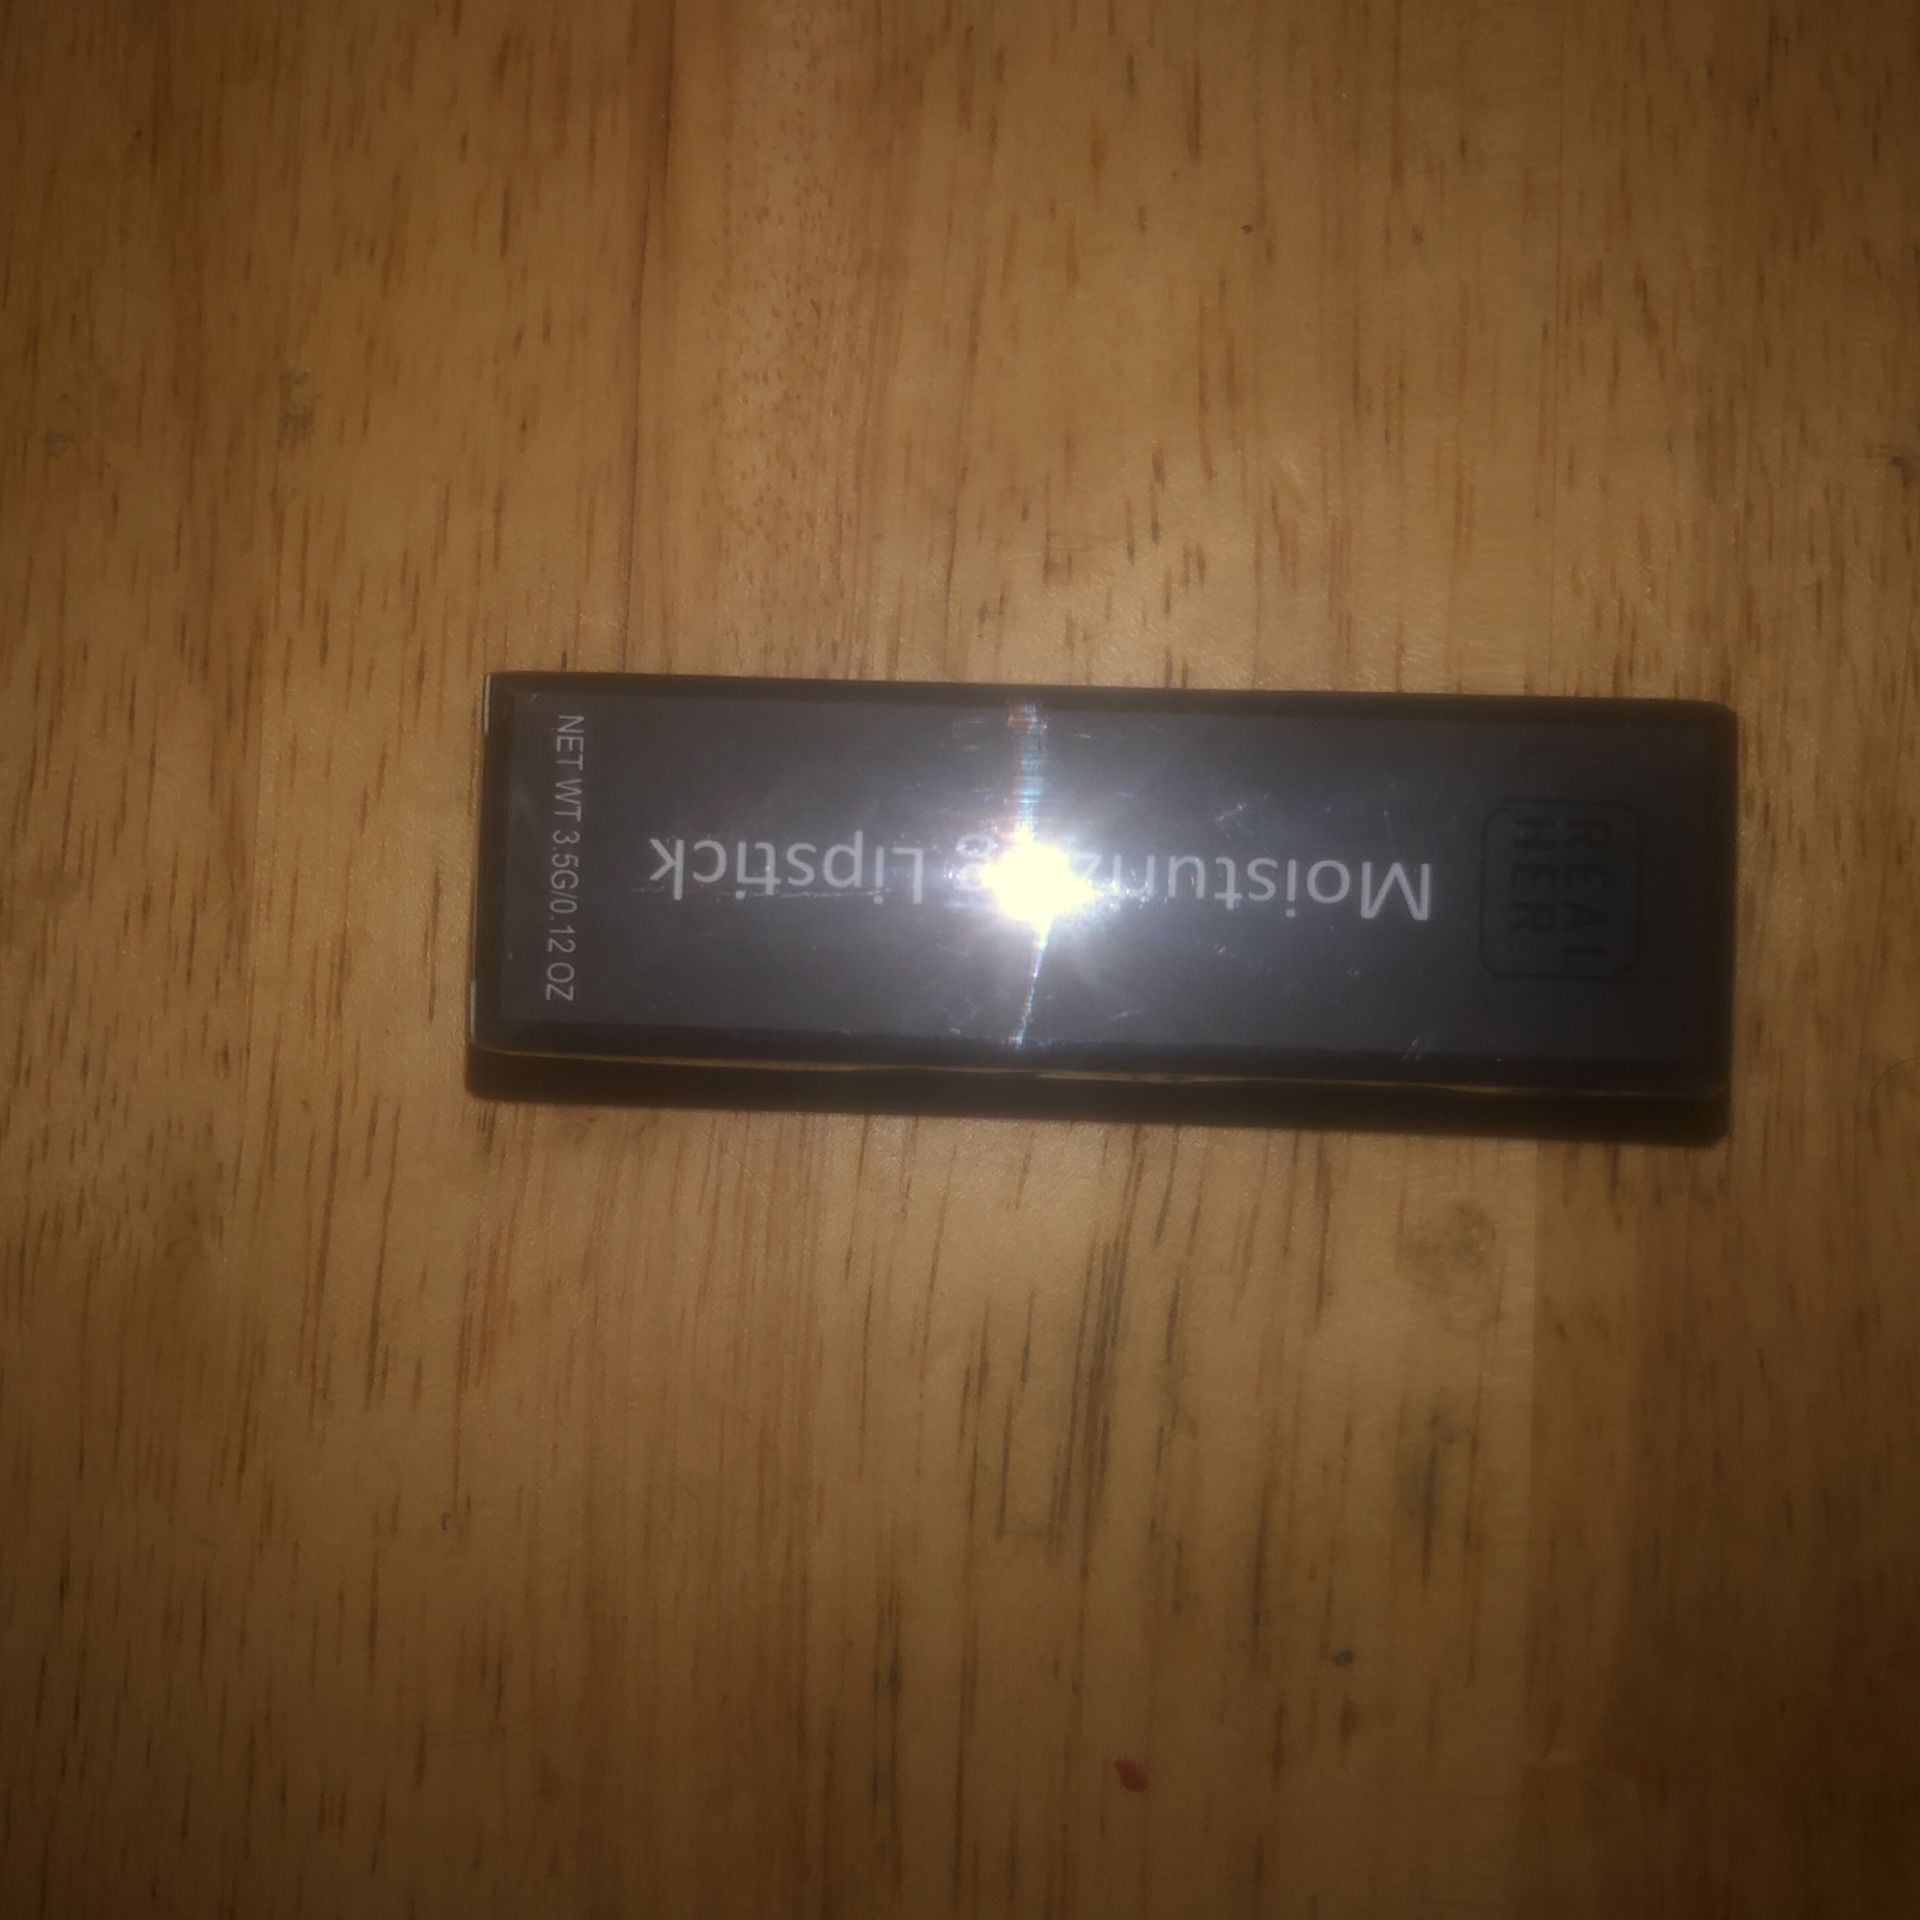 REAL
HER
Lipstick
NET WT 3.5G/0.12 OZ